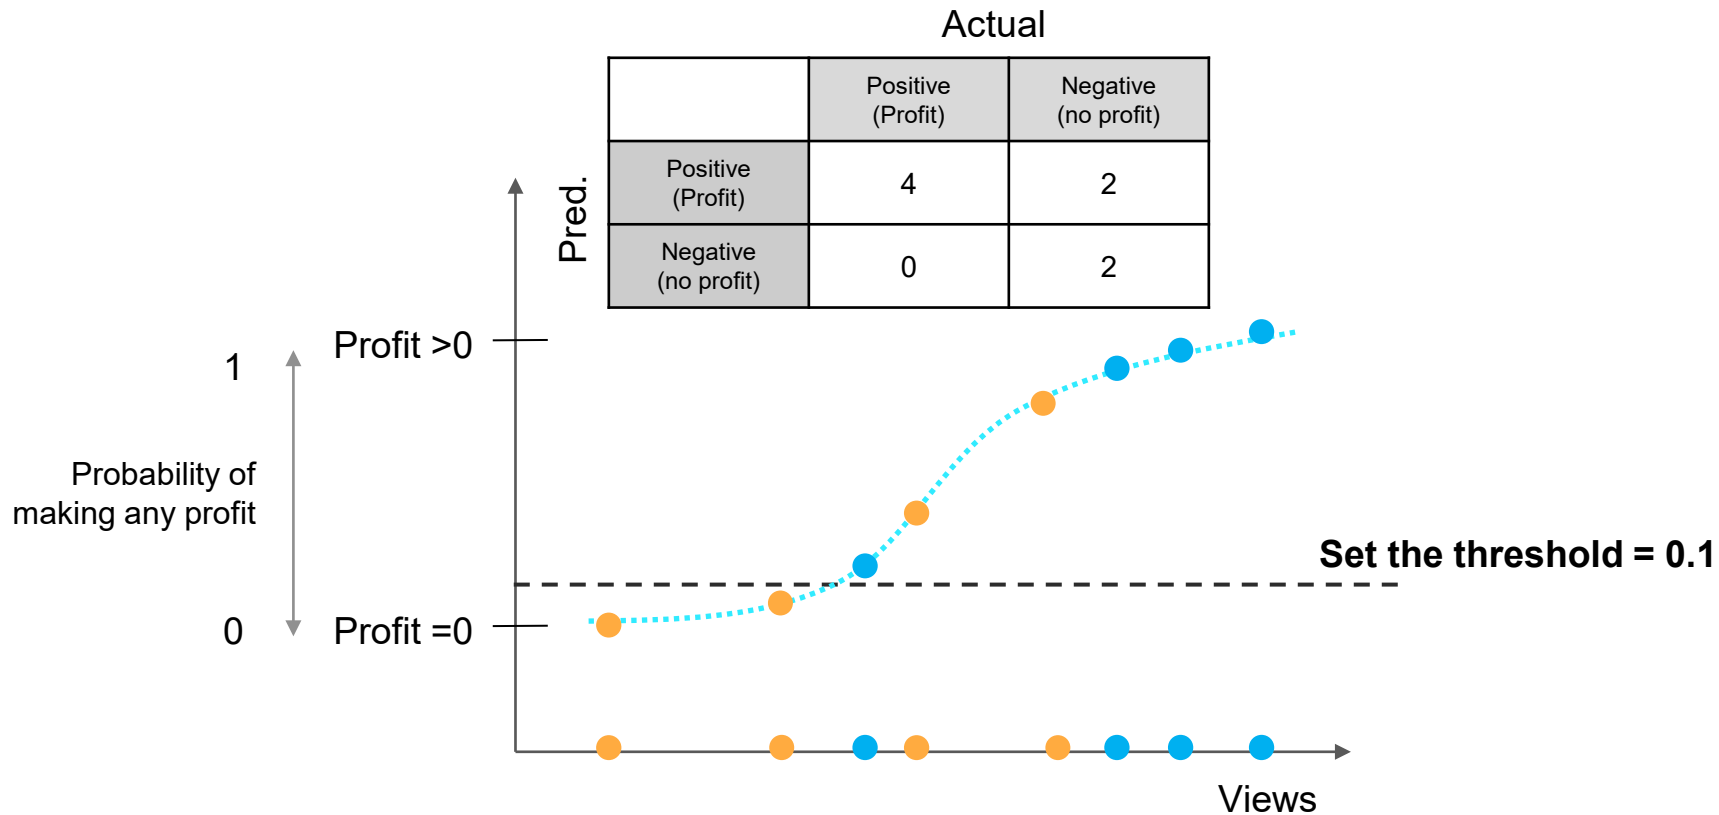 Actual
Positive
(Profit)
Negative
(no profit)
Pred.
Positive
(Profit)
4
2
Negative
(no profit)
0
2
Profit >0
1
Probability of
making any profit
Set the threshold = 0.1
0
Profit =0
Views